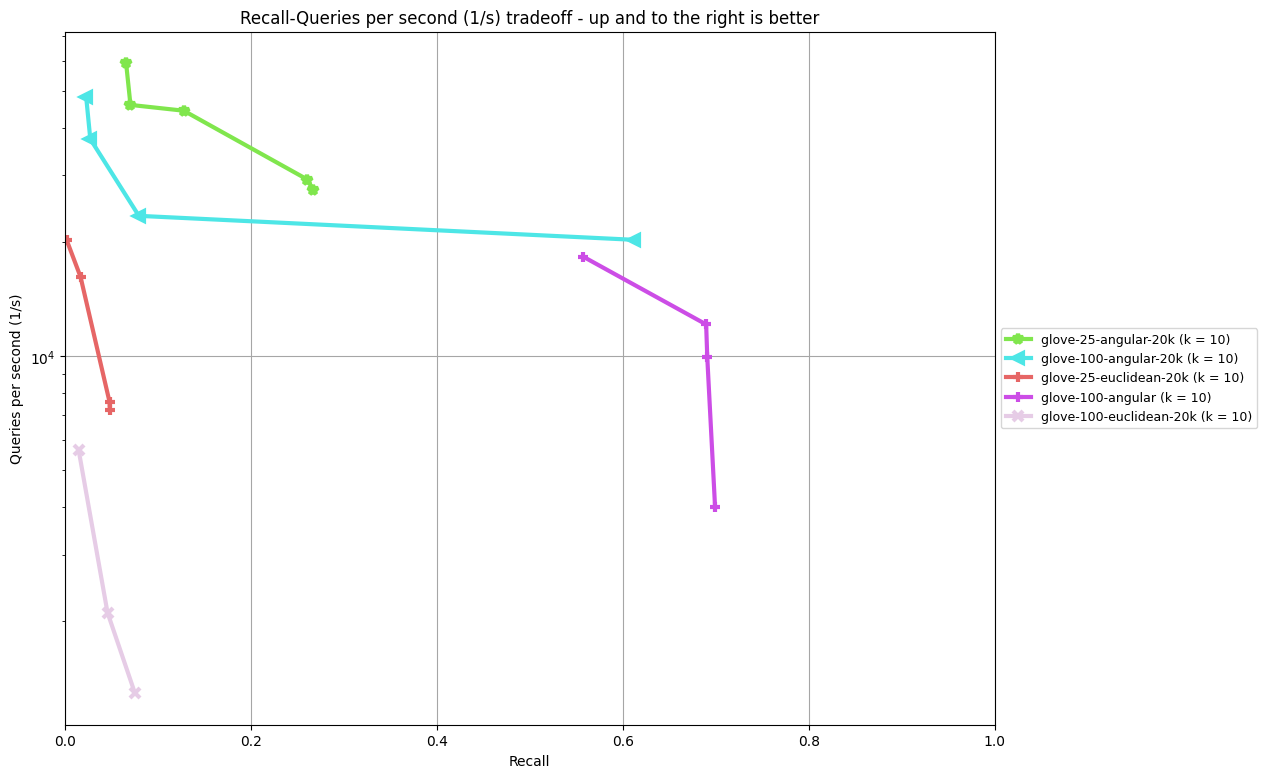 Recall-Queries per second (1/s) tradeoff - up and to the right is better
Queries per second (1/s)
10^4
0.0 0.2 0.4 0.6 0.8 1.0
Recall
glove-25-angular-20k (k = 10)
glove-100-angular-20k (k = 10)
glove-25-euclidean-20k (k = 10)
glove-100-angular (k = 10)
glove-100-euclidean-20k (k = 10)